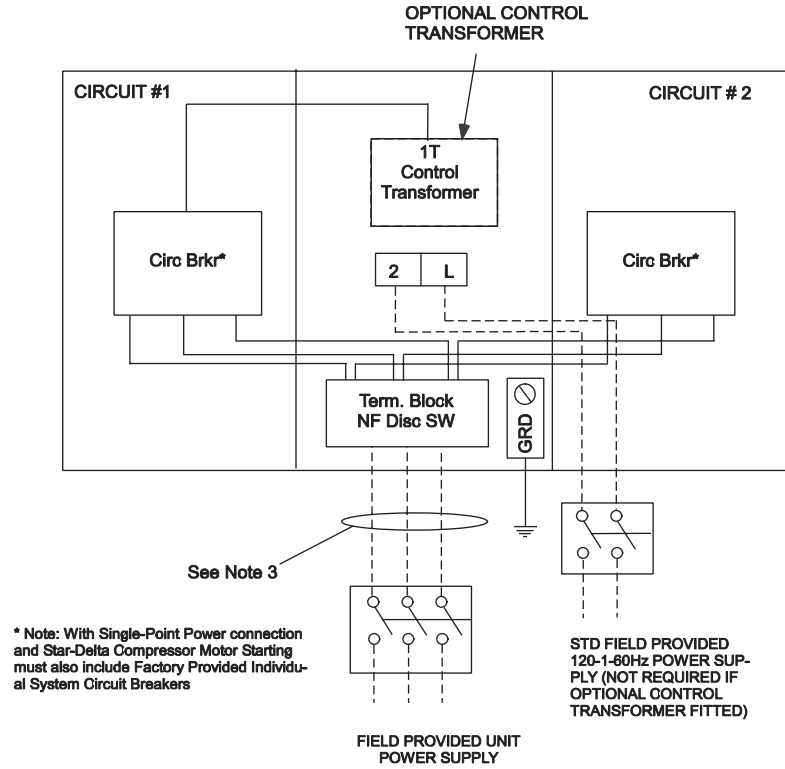 OPTIONAL CONTROL
TRANSFORMER
CIRCUIT #1
CIRCUIT # 2
1T
Control
Transformer
Circ Brkr*
Circ Brkr*
2
L
Term. Block
NF Disc SW
GRD
See Note 3
* Note: With Single-Point Power connection
and Star-Delta Compressor Motor Starting
must also include Factory Provided Individu-
al System Circuit Breakers
STD FIELD PROVIDED
120-1-60Hz POWER SUP-
PLY (NOT REQUIRED IF
OPTIONAL CONTROL
TRANSFORMER FITTED)
FIELD PROVIDED UNIT
POWER SUPPLY